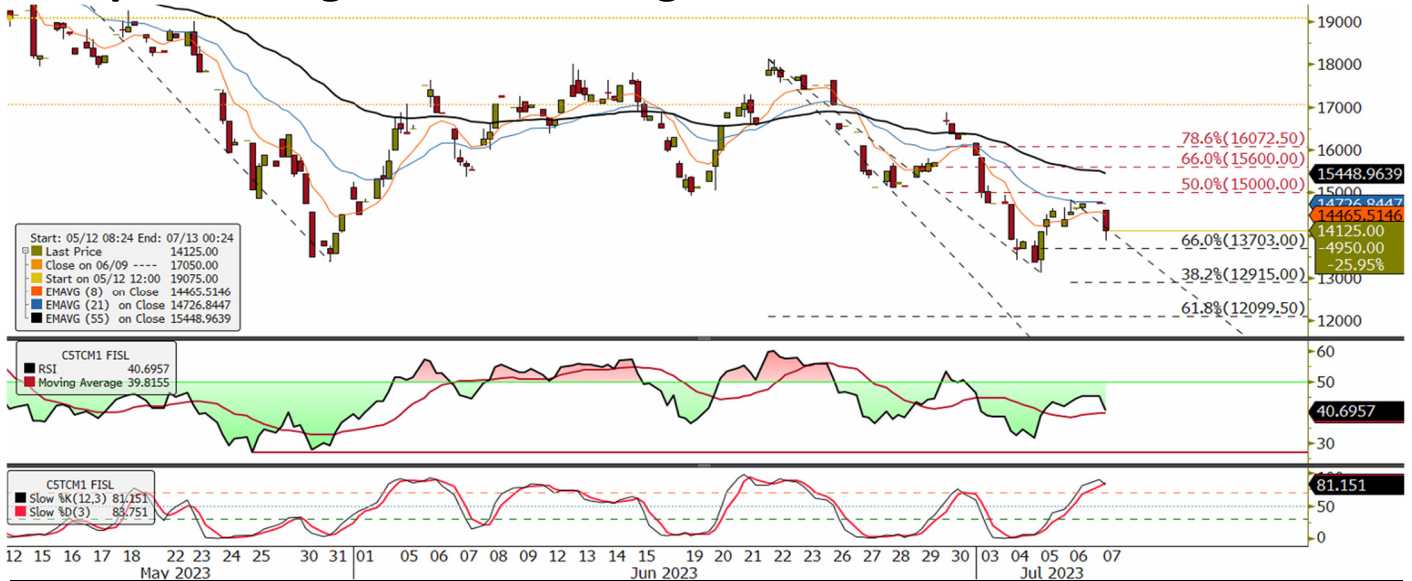 19000
18000
17000
78.6%(16072.50)
16000
66.0%(15600.00)
15448.9639
50.0%(15000.00)
15000
14726.8447
14465.5146
14125.00
-4950.00
-25.95%
66.0%(13703.00)
38.2%(12915.00)
13000
61.8%(12099.50)
12000
Start: 05/12 08:24 End: 07/13 00:24
Last Price 14125.00
Close on 06/09 ---- 17050.00
Start on 05/12 12:00 19075.00
EMAVG (8) on Close 14465.5146
EMAVG (21) on Close 14726.8447
EMAVG (55) on Close 15448.9639
C5TCM1 FISL
RSI 40.6957
Moving Average 39.8155
60
50
40.6957
30
C5TCM1 FISL
Slow %K(12,3) 81.151
Slow %D(3) 83.751
100
81.151
50
0
12 15 16 17 18 22 23 24 25 30 31 01 05 06 07 08 09 12 13 14 15 19 20 21 22 23 26 27 28 29 30 03 04 05 06 07
May 2023 Jun 2023 Jul 2023